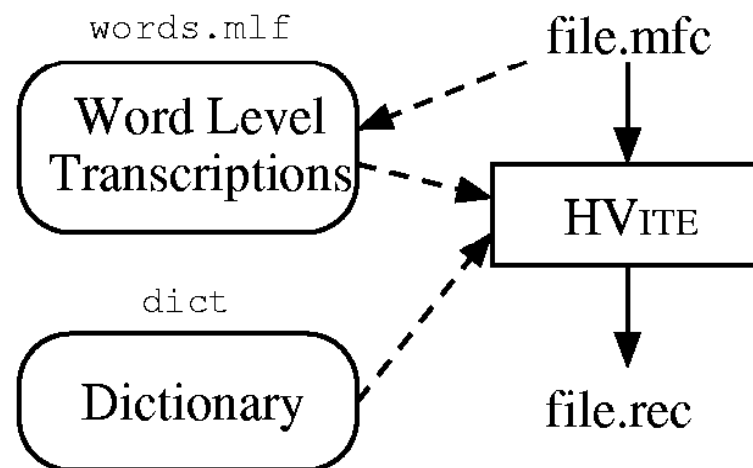 words.mlf
file.mfc
Word Level
Transcriptions
HVITE
dict
Dictionary
file.rec